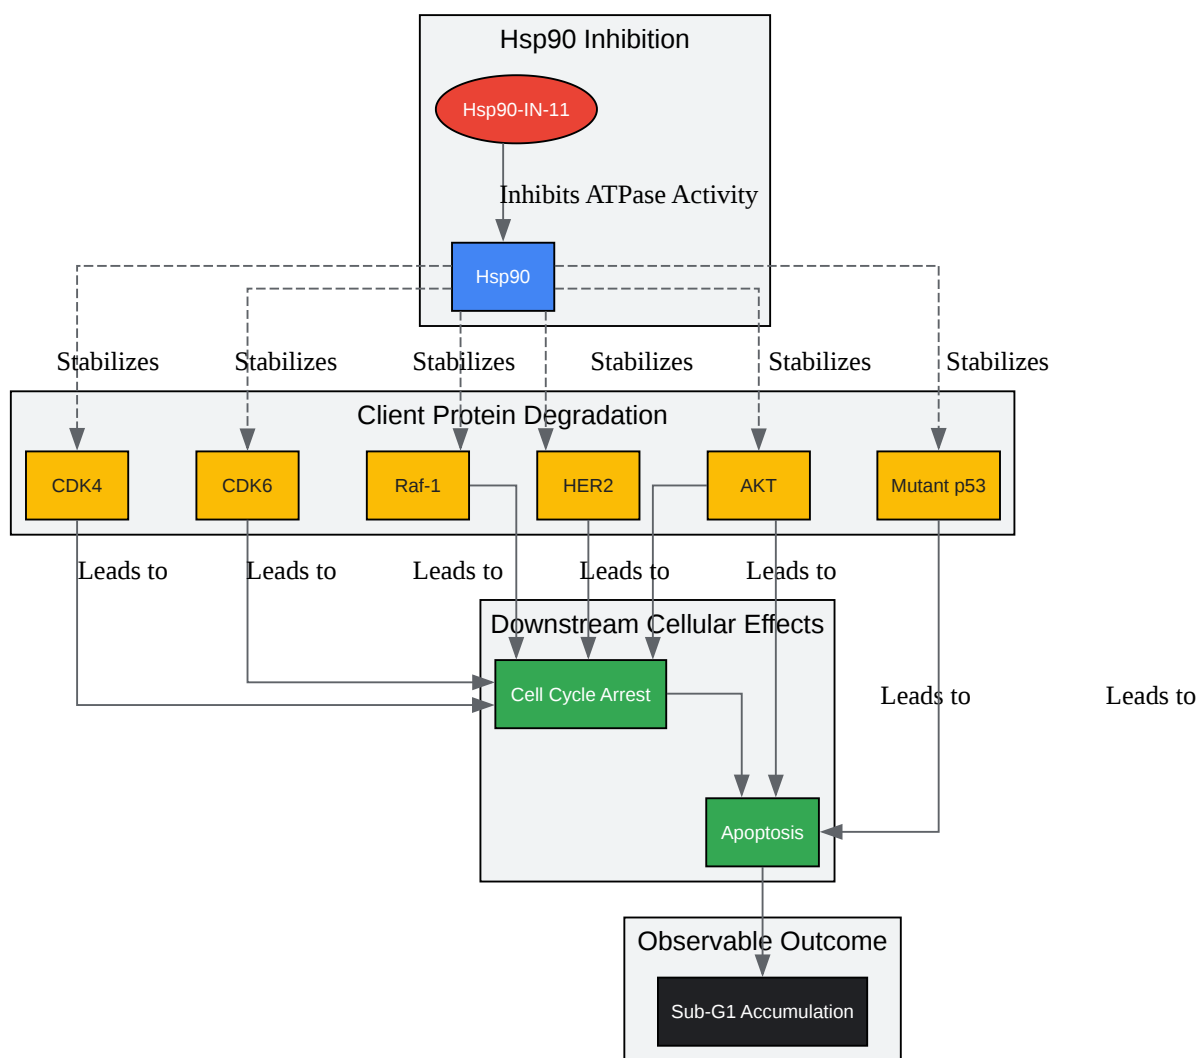 Hsp90 Inhibition
Hsp90-IN-11
Inhibits ATPase Activity
Hsp90
Stabilizes
Stabilizes
Stabilizes
Stabilizes
Stabilizes
Stabilizes
Client Protein Degradation
CDK4
CDK6
Raf-1
HER2
AKT
Mutant p53
Leads to
Leads to
Leads to
Leads to
Leads to
Downstream Cellular Effects
Cell Cycle Arrest
Leads to
Leads to
Apoptosis
Observable Outcome
Sub-G1 Accumulation